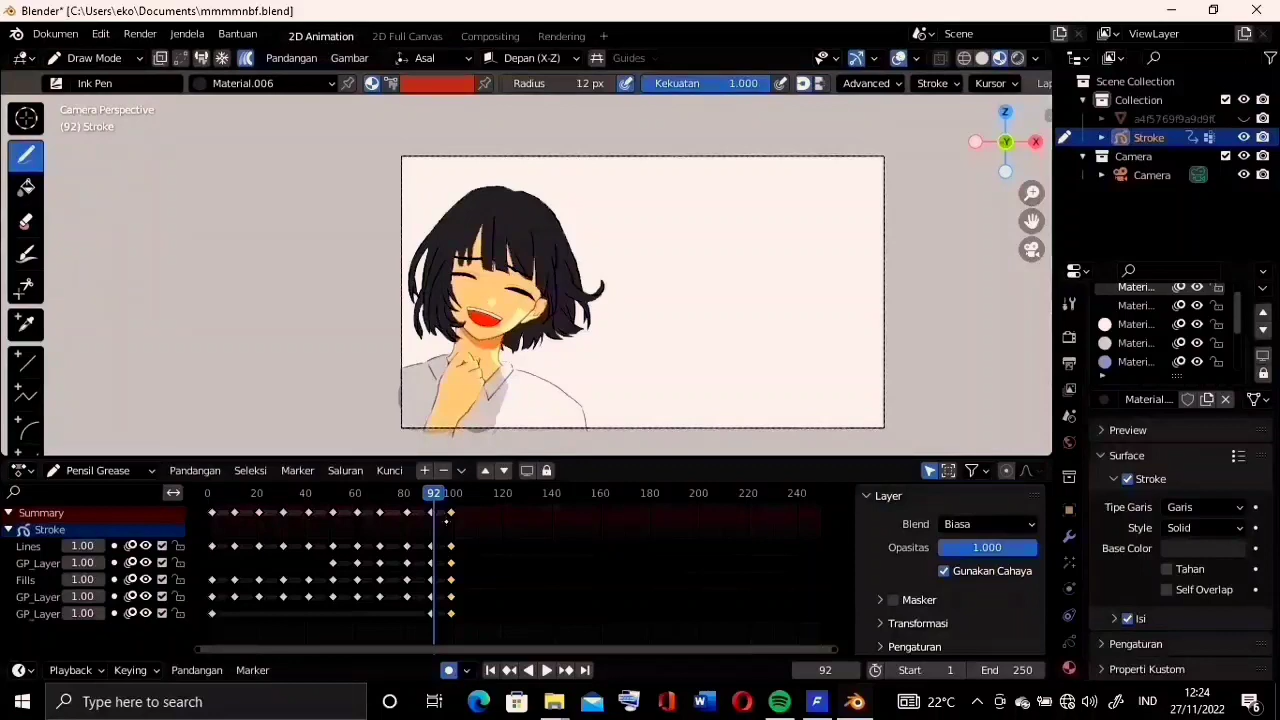 Blender* [C:\Users\eko\Documents\mmmmnbf.blend]
Dokumen Edit Render Jendela Bantuan 2D Animation 2D Full Canvas Compositing Rendering + Scene ViewLayer
Draw Mode Pandangan Gambar Asal Depan (X-Z) Guides
Ink Pen Material.006 Radius 12 px Kekuatan 1.000 Advanced Stroke Kursor
Camera Perspective
(92) Stroke
Z
Y
X
Scene Collection
Collection
a4f5769f9a9d9f(
Stroke
Camera
Camera
Materi...
Materi...
Materi...
Materi...
Materi...
Material....
Preview
Surface
Stroke
Tipe Garis Garis
Style Solid
Base Color
Tahan
Self Overlap
Isi
Pengaturan
Properti Kustom
Pensil Grease Pandangan Seleksi Marker Saluran Kunci
0 20 40 60 80 92 100 120 140 160 180 200 220 240
Summary
Stroke
Lines 1.00
GP_Layer 1.00
Fills 1.00
GP_Layer 1.00
GP_Layer 1.00
Layer
Blend Biasa
Opasitas 1.000
Gunakan Cahaya
Masker
Transformasi
Pengaturan
Playback Keying Pandangan Marker 92 Start 1 End 250
Type here to search 22°C IND 12:24
27/11/2022 6